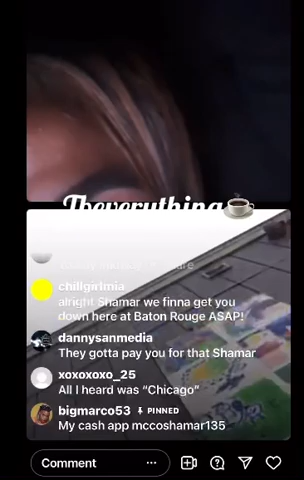 Theverything
chillgirlmia
alright Shamar we finna get you
down here at Baton Rouge ASAP!
dannysanmedia
They gotta pay you for that Shamar
xoxoxoxo_25
All I heard was “Chicago”
bigmarco53 PINNED
My cash app mccoshamar135
Comment